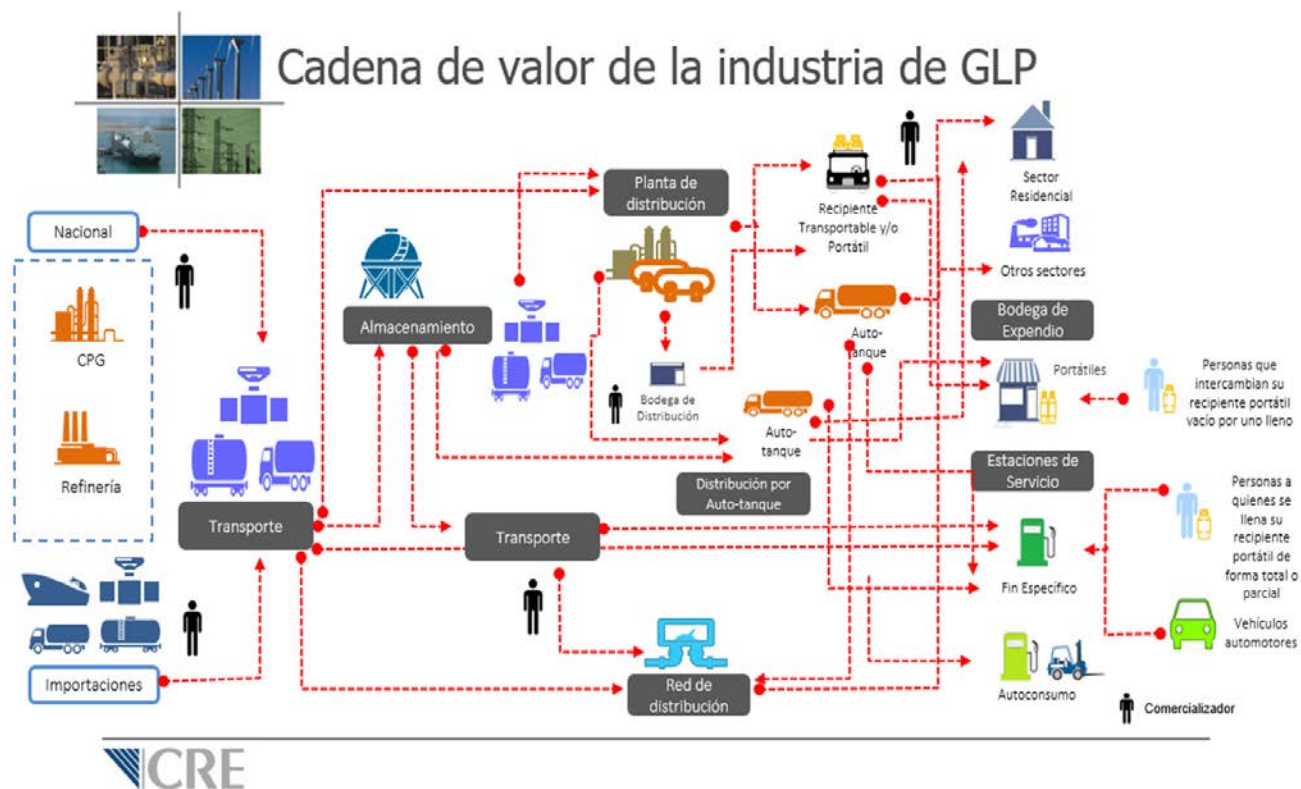 Cadena de valor de la industria de GLP
Nacional
CPG
Refinería
Importaciones
Transporte
Almacenamiento
Transporte
Planta de
distribución
Bodega de
Distribución
Recipiente
Transportable y/o
Portátil
Auto-
tanque
Auto-
tanque
Distribución por
Auto-tanque
Red de
distribución
Sector
Residencial
Otros sectores
Bodega de
Expendio
Portátiles
Personas que
intercambian su
recipiente portátil
vacío por uno lleno
Estaciones de
Servicio
Fin Específico
Personas a
quienes se
llena su
recipiente
portátil de
forma total o
parcial
Vehículos
automotores
Autoconsumo
Comercializador
CRE